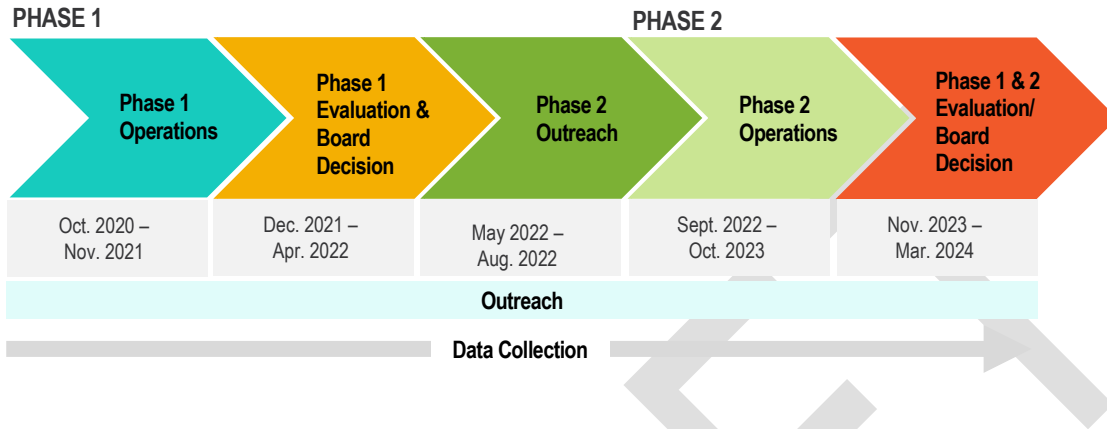 PHASE 1
PHASE 2
Phase 1
Operations
Phase 1
Evaluation &
Board
Decision
Phase 2
Outreach
Phase 2
Operations
Phase 1 & 2
Evaluation/
Board
Decision
Oct. 2020 –
Nov. 2021
Dec. 2021 –
Apr. 2022
May 2022 –
Aug. 2022
Sept. 2022 –
Oct. 2023
Nov. 2023 –
Mar. 2024
Outreach
Data Collection